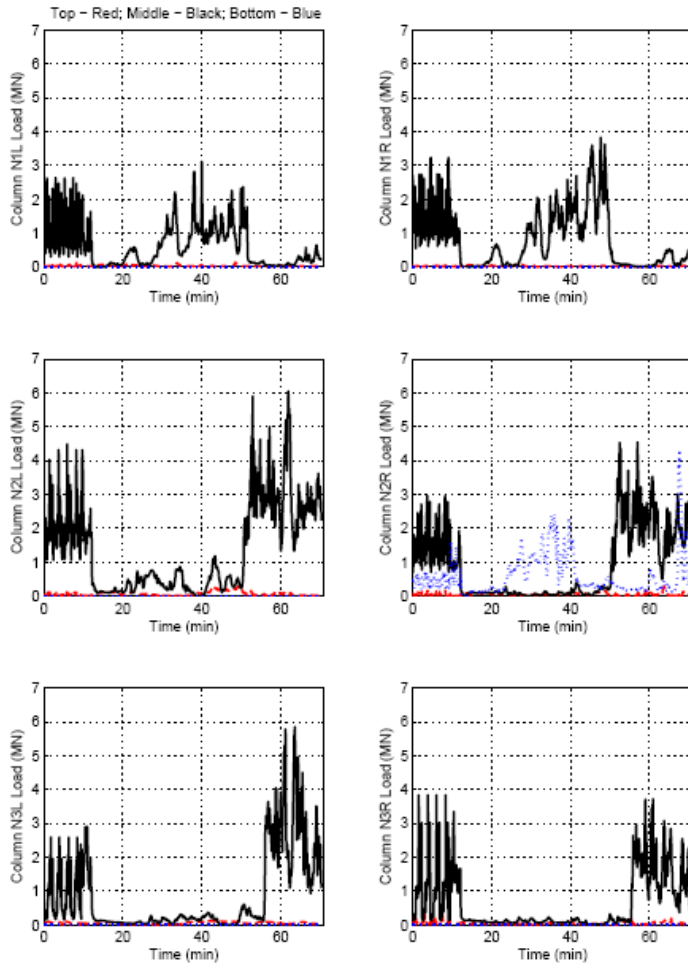 Top − Red; Middle − Black; Bottom − Blue
Column N1L Load (MN)
7
6
5
4
3
2
1
0
0 20 40 60
Time (min)
Column N1R Load (MN)
7
6
5
4
3
2
1
0
0 20 40 60
Time (min)
Column N2L Load (MN)
7
6
5
4
3
2
1
0
0 20 40 60
Time (min)
Column N2R Load (MN)
7
6
5
4
3
2
1
0
0 20 40 60
Time (min)
Column N3L Load (MN)
7
6
5
4
3
2
1
0
0 20 40 60
Time (min)
Column N3R Load (MN)
7
6
5
4
3
2
1
0
0 20 40 60
Time (min)